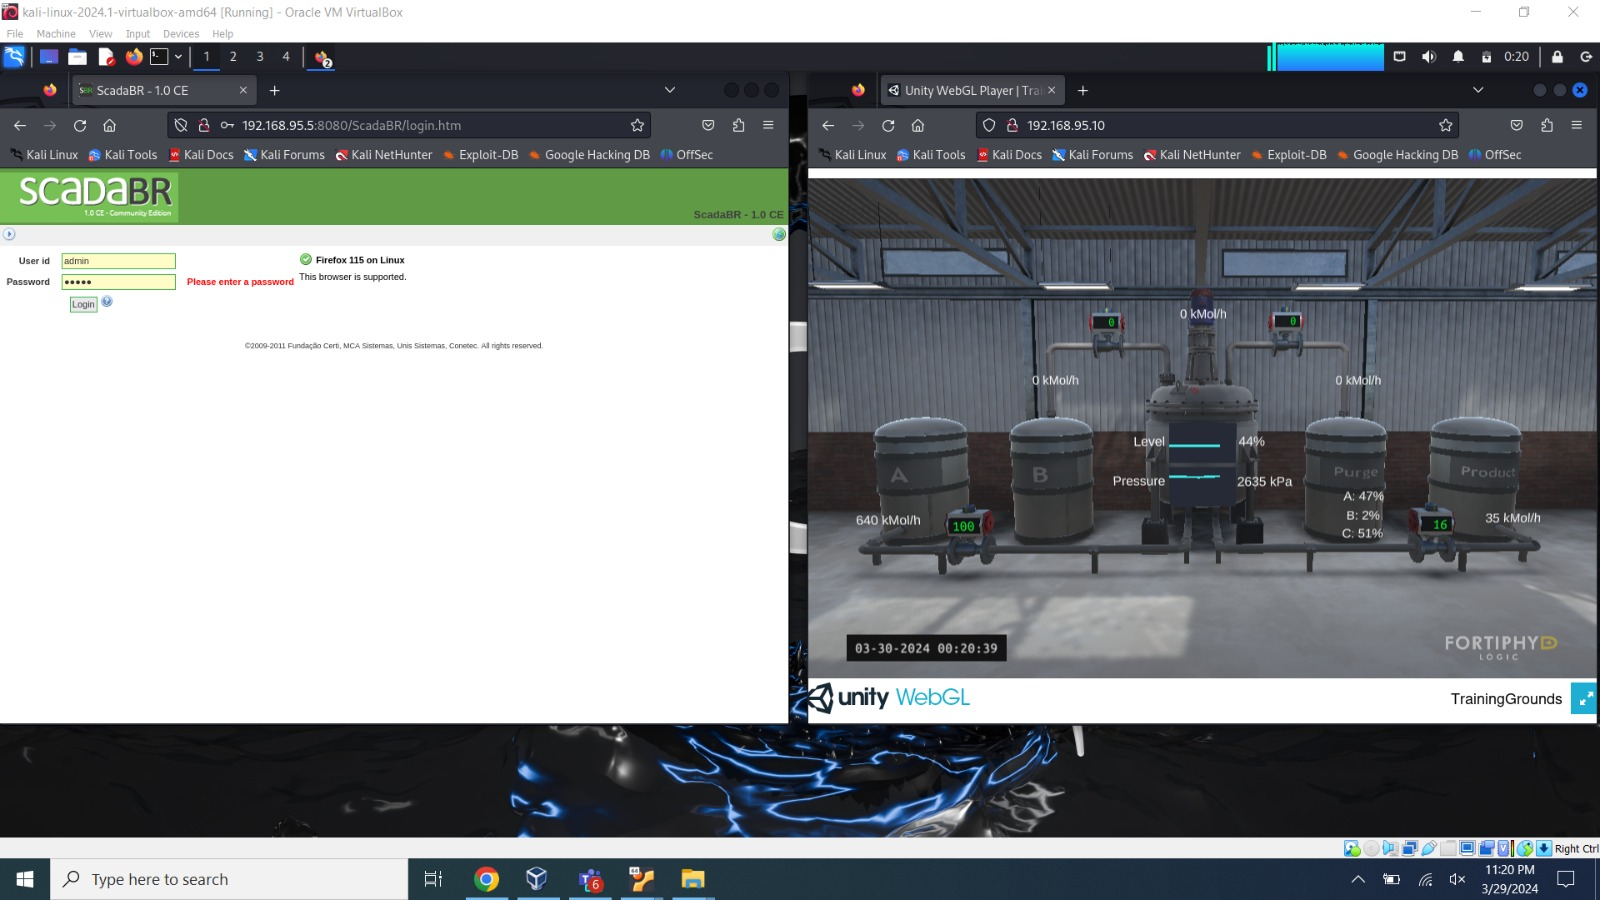 kali-linux-2024.1-virtualbox-amd64 [Running] - Oracle VM VirtualBox
File Machine View Input Devices Help
1 2 3 4 2 0:20
SBR ScadaBR - 1.0 CE
192.168.95.5:8080/ScadaBR/login.htm
Kali Linux Kali Tools Kali Docs Kali Forums Kali NetHunter Exploit-DB Google Hacking DB OffSec
SCADABR
1.0 CE - Community Edition
ScadaBR - 1.0 CE
User id admin
Password ●●●●● Please enter a password
Login
Firefox 115 on Linux
This browser is supported.
©2009-2011 Fundação Certi, MCA Sistemas, Unis Sistemas, Conetec. All rights reserved.
Unity WebGL Player | Trai
192.168.95.10
Kali Linux Kali Tools Kali Docs Kali Forums Kali NetHunter Exploit-DB Google Hacking DB OffSec
0 kMol/h
0 0
0 kMol/h 0 kMol/h
Level 44%
Pressure 2635 kPa
A B Purge Product
A: 47%
B: 2%
C: 51%
640 kMol/h 100 16 35 kMol/h
03-30-2024 00:20:39
FORTIPHYD
LOGIC
unity WebGL
TrainingGrounds
Right Ctrl
Type here to search
6
11:20 PM
3/29/2024